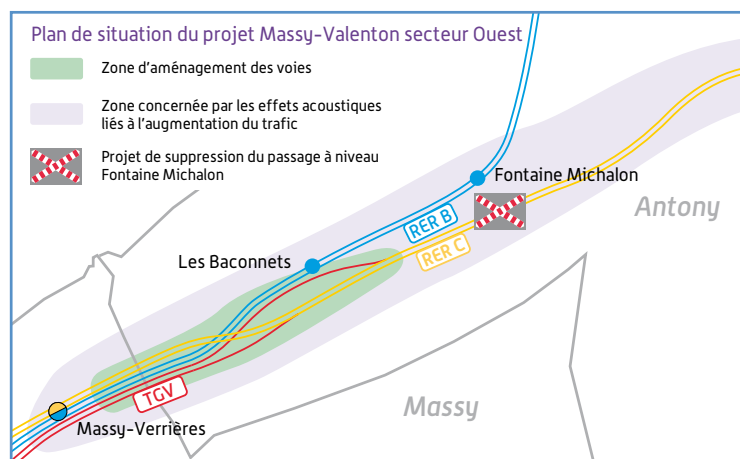 Plan de situation du projet Massy-Valenton secteur Ouest
Zone d'aménagement des voies
Zone concernée par les effets acoustiques
liés à l'augmentation du trafic
Projet de suppression du passage à niveau
Fontaine Michalon
Fontaine Michalon
Antony
RER B
RER C
Les Baconnets
TGV
Massy
Massy-Verrières